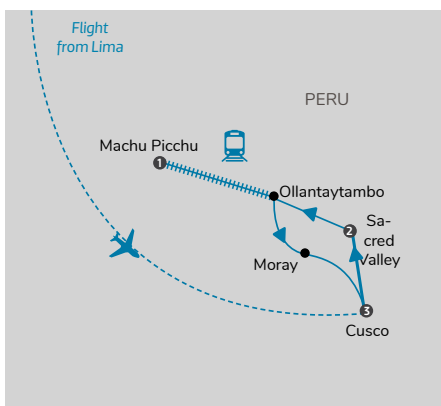 Flight
from Lima
PERU
Machu Picchu
1
Ollantaytambo
2
Sa-
cred
Valley
Moray
3
Cusco